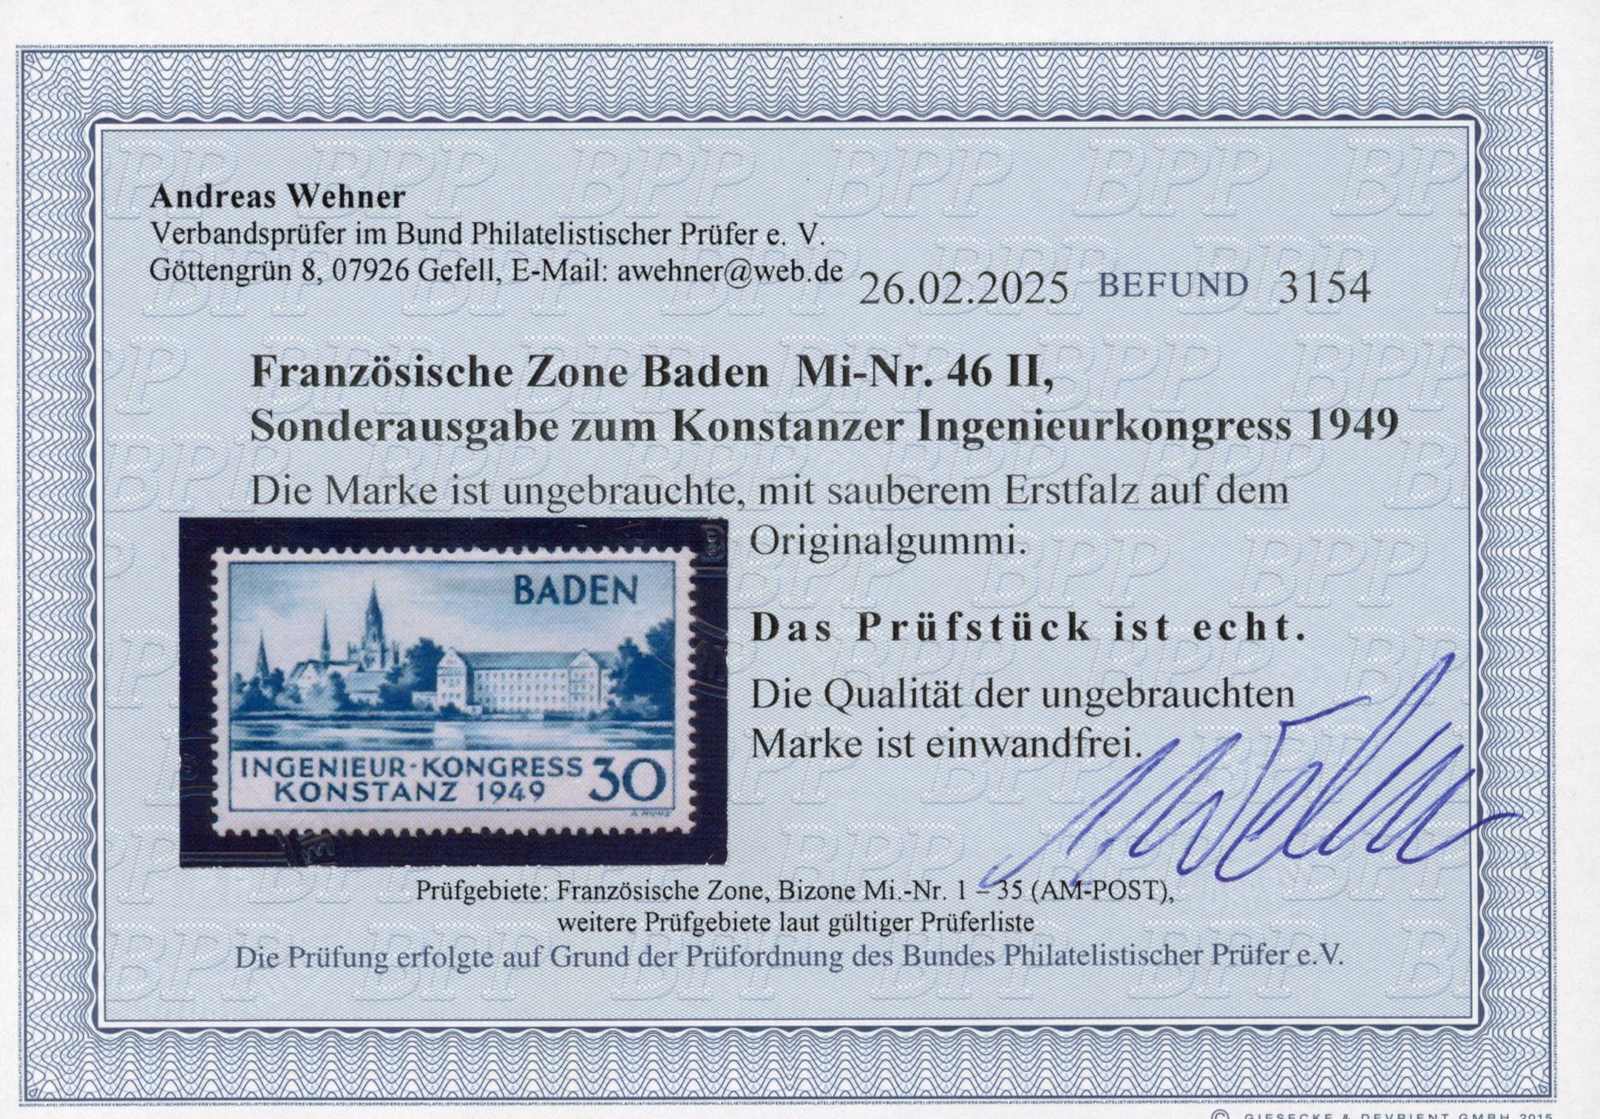 Andreas Wehner
Verbandsprüfer im Bund Philatelistischer Prüfer e. V.
Göttengrün 8, 07926 Gefell, E-Mail: awehner@web.de
26.02.2025 BEFUND 3154
Französische Zone Baden Mi-Nr. 46 II,
Sonderausgabe zum Konstanzer Ingenieurkongress 1949
Die Marke ist ungebrauchte, mit sauberem Erstfalz auf dem
Originalgummi.
BADEN
INGENIEUR-KONGRESS
KONSTANZ 1949
30
Das Prüfstück ist echt.
Die Qualität der ungebrauchten
Marke ist einwandfrei.
Prüfgebiete: Französische Zone, Bizone Mi.-Nr. 1 – 35 (AM-POST),
weitere Prüfgebiete laut gültiger Prüferliste
Die Prüfung erfolgte auf Grund der Prüfordnung des Bundes Philatelistischer Prüfer e.V.
© GIESECKE & DEVRIENT GMBH 2015